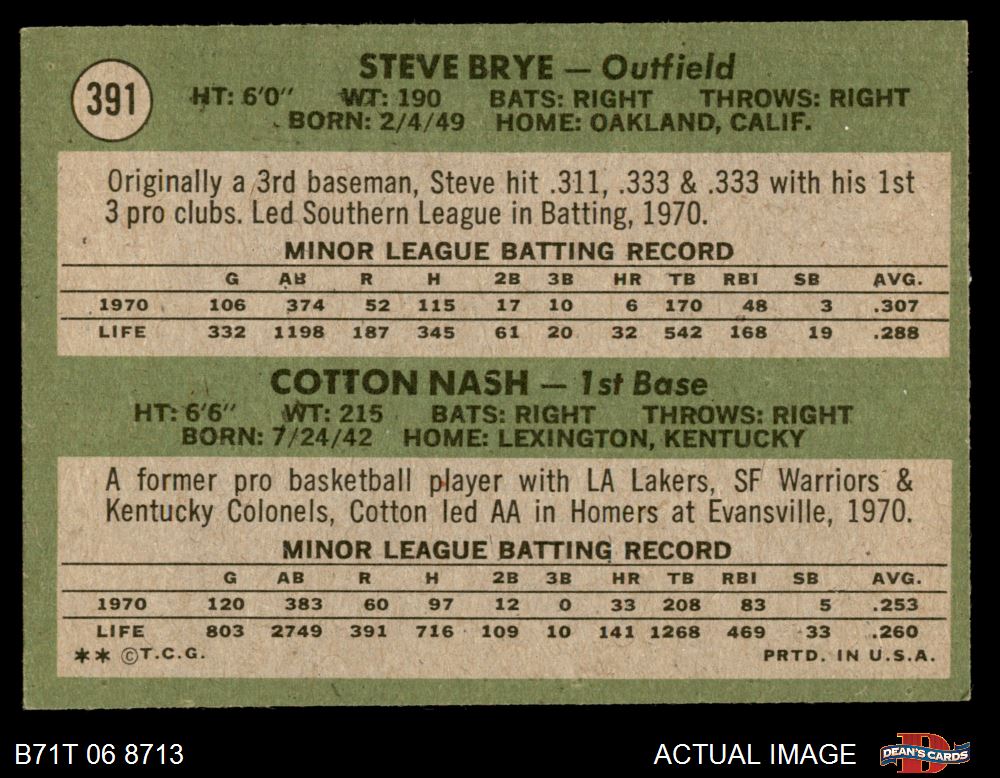 391
STEVE BRYE — Outfield
HT: 6'0" WT: 190 BATS: RIGHT THROWS: RIGHT
BORN: 2/4/49 HOME: OAKLAND, CALIF.
Originally a 3rd baseman, Steve hit .311, .333 & .333 with his 1st
3 pro clubs. Led Southern League in Batting, 1970.
MINOR LEAGUE BATTING RECORD
G AB R H 2B 3B HR TB RBI SB AVG.
1970 106 374 52 115 17 10 6 170 48 3 .307
LIFE 332 1198 187 345 61 20 32 542 168 19 .288
COTTON NASH — 1st Base
HT: 6'6" WT: 215 BATS: RIGHT THROWS: RIGHT
BORN: 7/24/42 HOME: LEXINGTON, KENTUCKY
A former pro basketball player with LA Lakers, SF Warriors &
Kentucky Colonels, Cotton led AA in Homers at Evansville, 1970.
MINOR LEAGUE BATTING RECORD
G AB R H 2B 3B HR TB RBI SB AVG.
1970 120 383 60 97 12 0 33 208 83 5 .253
LIFE 803 2749 391 716 109 10 141 1268 469 33 .260
** ©T.C.G. PRTD. IN U.S.A.
B71T 06 8713 ACTUAL IMAGE D DEAN'S CARDS